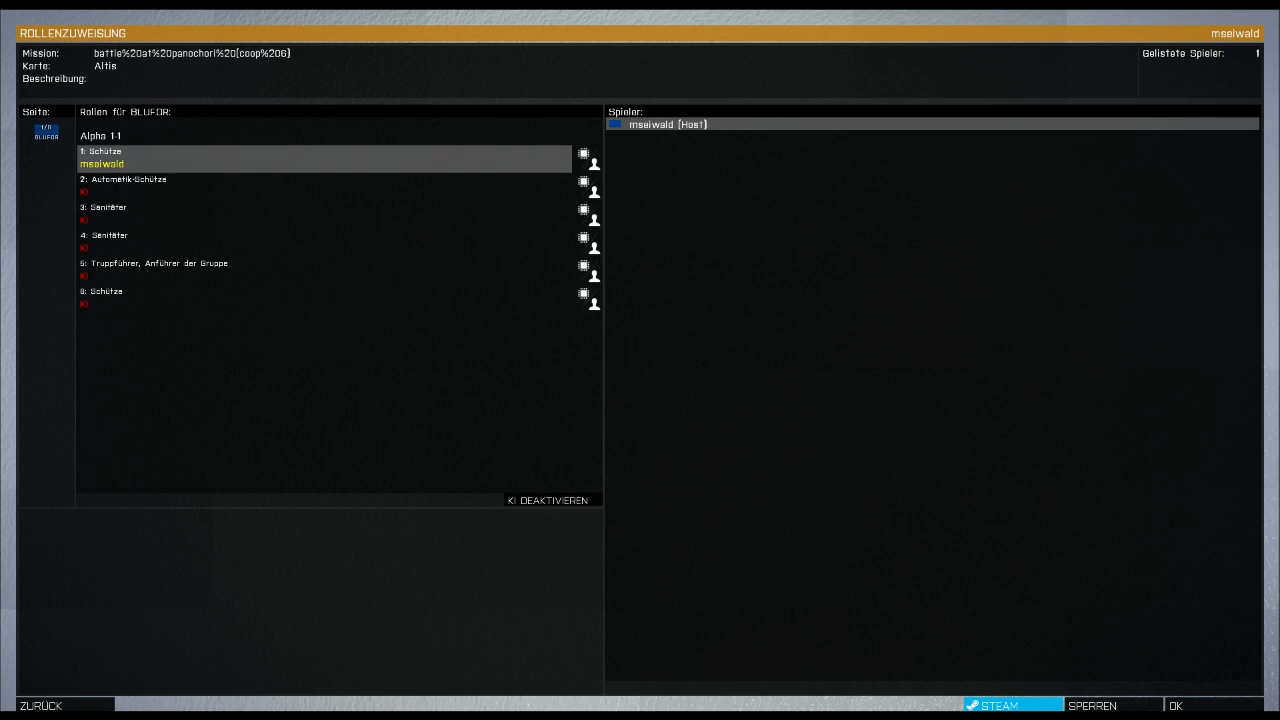 ROLLENZUWEISUNG
mseiwald
Mission: battle%20at%20panochori%20(coop%206)
Karte: Altis
Beschreibung:
Gelistete Spieler: 1
Seite:
BLUFOR
Rollen für BLUFOR:
Alpha 1-1
1: Schütze
mseiwald
2: Automatik-Schütze
KI
3: Sanitäter
KI
4: Sanitäter
KI
5: Truppführer, Anführer der Gruppe
KI
6: Schütze
KI
KI DEAKTIVIEREN
Spieler:
mseiwald (Host)
ZURÜCK
STEAM
SPERREN
OK